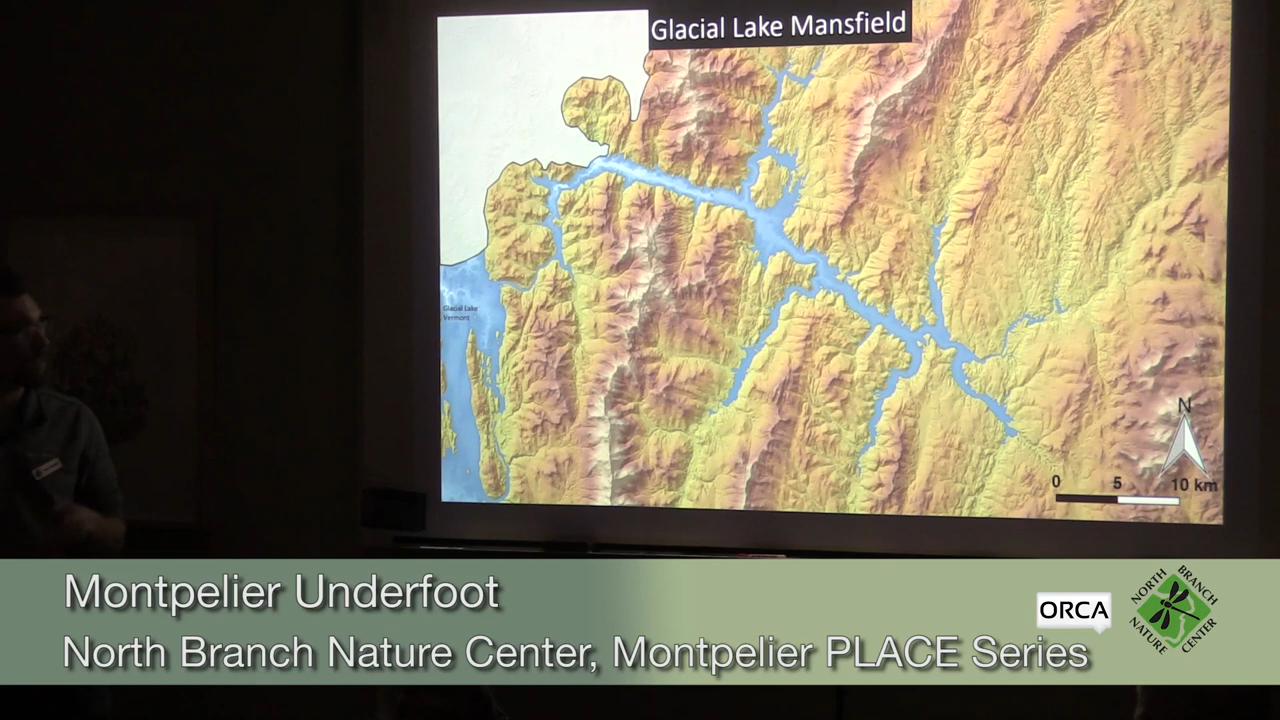 Glacial Lake Mansfield
Glacial Lake
Vermont
N
0 5 10 km
Montpelier Underfoot
North Branch Nature Center, Montpelier PLACE Series
ORCA
NORTH BRANCH
NATURE CENTER